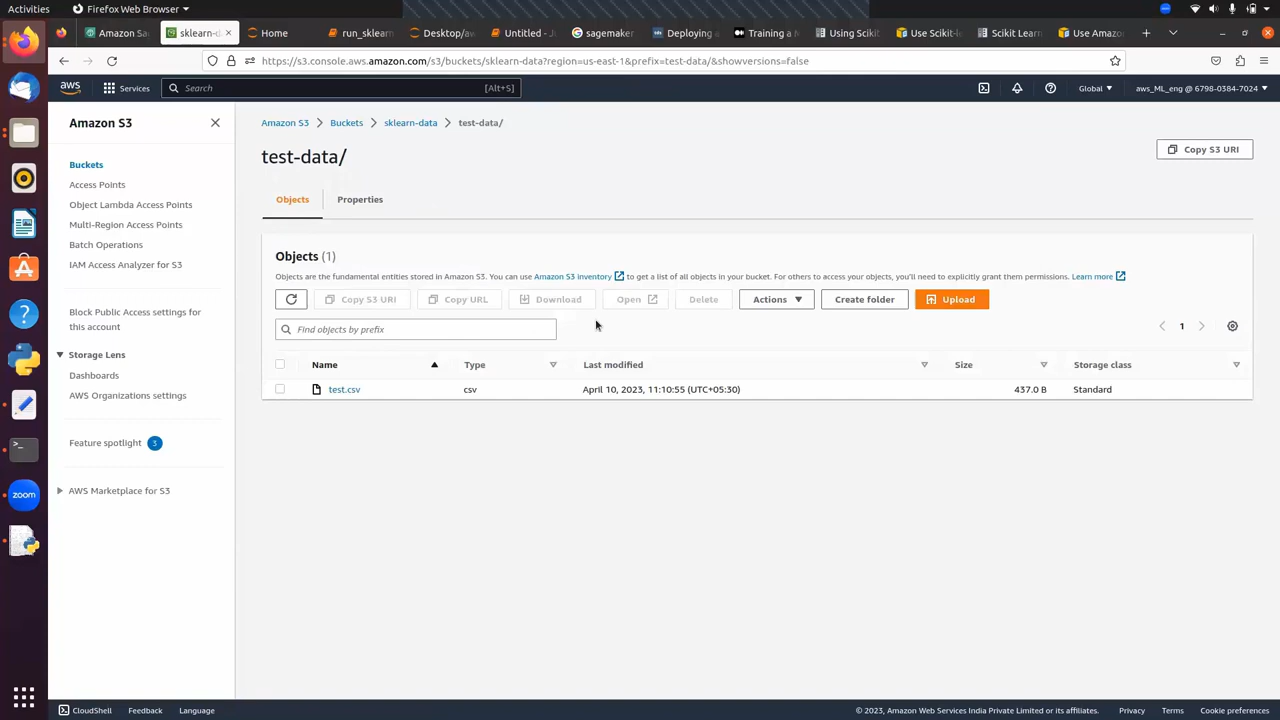 Activities
Firefox Web Browser
Amazon Sa
sklearn-d
Home
run_sklearn
Desktop/aw
Untitled - Ju
sagemaker
Deploying a
Training a M
Using Scikit
Use Scikit-le
Scikit Learn
Use Amazon
https://s3.console.aws.amazon.com/s3/buckets/sklearn-data?region=us-east-1&prefix=test-data/&showversions=false
aws
Services
Search
[Alt+S]
Global
aws_ML_eng @ 6798-0384-7024
Amazon S3
Buckets
Access Points
Object Lambda Access Points
Multi-Region Access Points
Batch Operations
IAM Access Analyzer for S3
Block Public Access settings for
this account
Storage Lens
Dashboards
AWS Organizations settings
Feature spotlight 3
AWS Marketplace for S3
Amazon S3 > Buckets > sklearn-data > test-data/
test-data/
Copy S3 URI
Objects
Properties
Objects (1)
Objects are the fundamental entities stored in Amazon S3. You can use Amazon S3 inventory to get a list of all objects in your bucket. For others to access your objects, you'll need to explicitly grant them permissions. Learn more
Copy S3 URI
Copy URL
Download
Open
Delete
Actions
Create folder
Upload
Find objects by prefix
1
Name Type Last modified Size Storage class
test.csv csv April 10, 2023, 11:10:55 (UTC+05:30) 437.0 B Standard
zoom
CloudShell
Feedback
Language
© 2023, Amazon Web Services India Private Limited or its affiliates.
Privacy
Terms
Cookie preferences